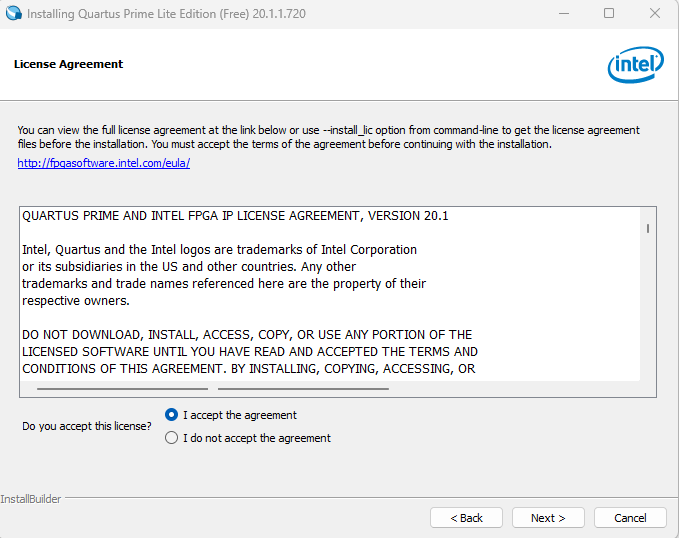 Installing Quartus Prime Lite Edition (Free) 20.1.1.720
License Agreement
intel
You can view the full license agreement at the link below or use --install_lic option from command-line to get the license agreement
files before the installation. You must accept the terms of the agreement before continuing with the installation.
http://fpgasoftware.intel.com/eula/
QUARTUS PRIME AND INTEL FPGA IP LICENSE AGREEMENT, VERSION 20.1
Intel, Quartus and the Intel logos are trademarks of Intel Corporation
or its subsidiaries in the US and other countries. Any other
trademarks and trade names referenced here are the property of their
respective owners.
DO NOT DOWNLOAD, INSTALL, ACCESS, COPY, OR USE ANY PORTION OF THE
LICENSED SOFTWARE UNTIL YOU HAVE READ AND ACCEPTED THE TERMS AND
CONDITIONS OF THIS AGREEMENT. BY INSTALLING, COPYING, ACCESSING, OR
Do you accept this license?
I accept the agreement
I do not accept the agreement
InstallBuilder
< Back
Next >
Cancel